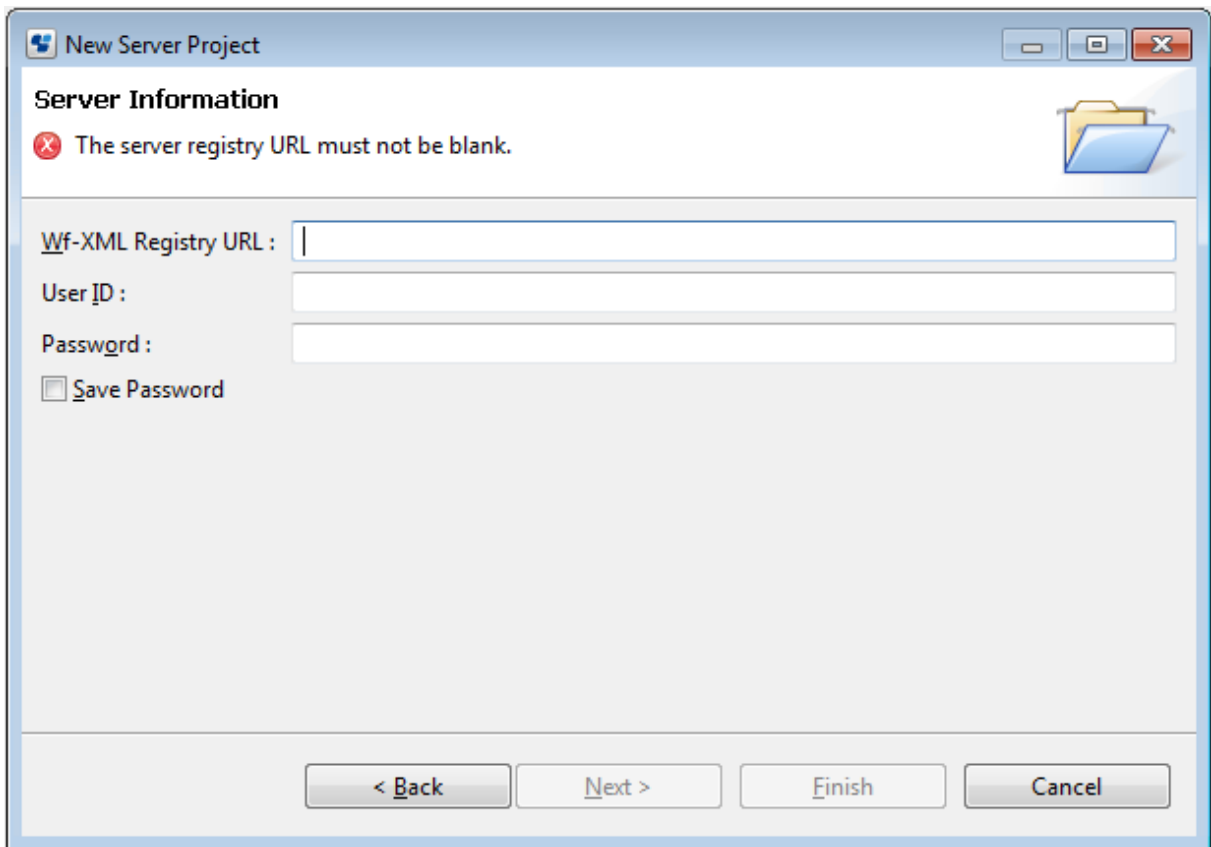 New Server Project
Server Information
The server registry URL must not be blank.
Wf-XML Registry URL :
User ID :
Password :
Save Password
< Back Next > Finish Cancel